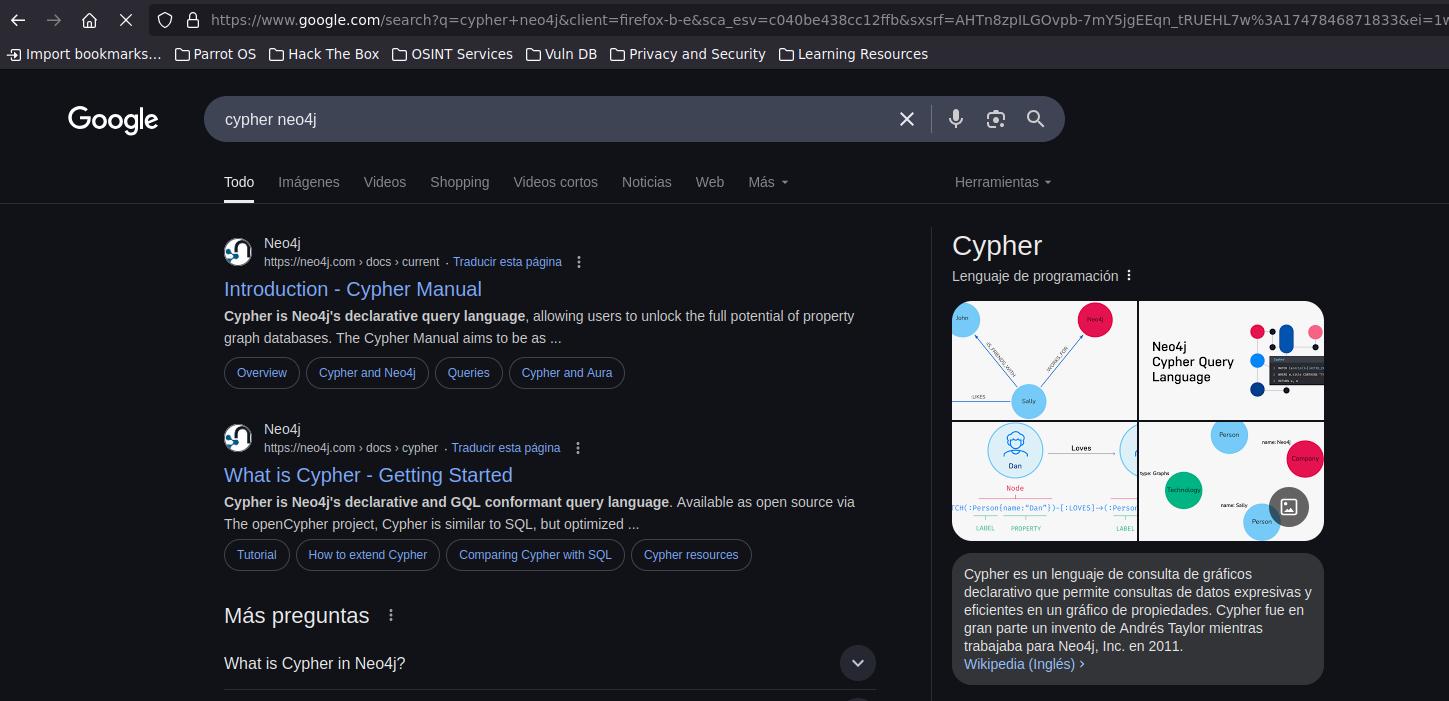 https://www.google.com/search?q=cypher+neo4j&client=firefox-b-e&sca_esv=c040be438cc12ffb&sxsrf=AHTn8zpILGOvpb-7mY5jgEEqn_tRUEHL7w%3A1747846871833&ei=1w
Import bookmarks... Parrot OS Hack The Box OSINT Services Vuln DB Privacy and Security Learning Resources
Google
cypher neo4j
Todo Imágenes Videos Shopping Videos cortos Noticias Web Más Herramientas
Neo4j
https://neo4j.com › docs › current · Traducir esta página
Introduction - Cypher Manual
Cypher is Neo4j's declarative query language, allowing users to unlock the full potential of property
graph databases. The Cypher Manual aims to be as ...
Overview Cypher and Neo4j Queries Cypher and Aura
Neo4j
https://neo4j.com › docs › cypher · Traducir esta página
What is Cypher - Getting Started
Cypher is Neo4j's declarative and GQL conformant query language. Available as open source via
The openCypher project, Cypher is similar to SQL, but optimized ...
Tutorial How to extend Cypher Comparing Cypher with SQL Cypher resources
Más preguntas
What is Cypher in Neo4j?
Cypher
Lenguaje de programación
John
Neo4j
IS_FRIENDS_WITH
WORKS_FOR
LIKES
Sally
Neo4j
Cypher Query
Language
Cypher
Dan
Loves
Node
TCH(:Person{name:"Dan"})-[:LOVES]->(:Person
LABEL PROPERTY LABEL
Person
name: Neo4j
Company
type: Graphs
Technology
name: Sally
Person
Cypher es un lenguaje de consulta de gráficos
declarativo que permite consultas de datos expresivas y
eficientes en un gráfico de propiedades. Cypher fue en
gran parte un invento de Andrés Taylor mientras
trabajaba para Neo4j, Inc. en 2011.
Wikipedia (Inglés) ›